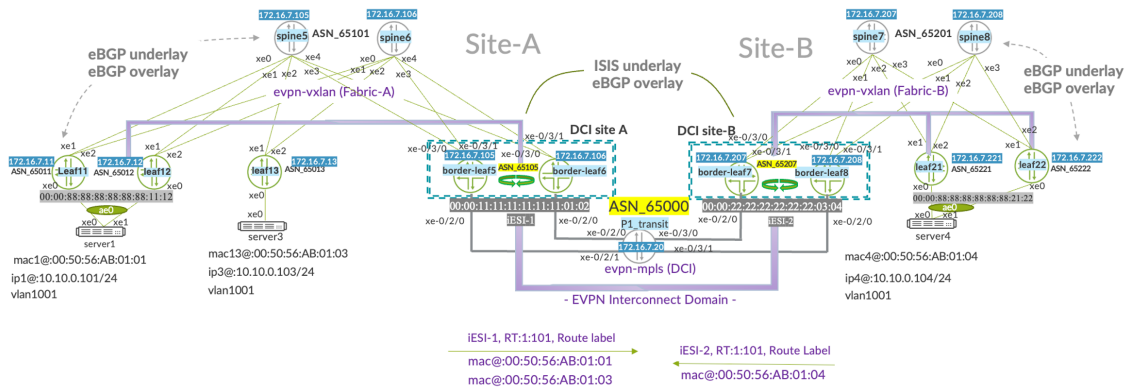 172.16.7.105
172.16.7.106
spine5
ASN_65101
spine6
Site-A
Site-B
172.16.7.207
172.16.7.208
spine7
ASN_65201
spine8
eBGP underlay
eBGP overlay
xe0
xe1
xe2
xe4
xe3
xe0
xe1
xe2
xe4
xe3
evpn-vxlan (Fabric-A)
ISIS underlay
eBGP overlay
xe0
xe1
xe2
xe3
xe0
xe1
xe2
xe3
evpn-vxlan (Fabric-B)
eBGP underlay
eBGP overlay
DCI site A
xe-0/3/1
xe-0/3/1
xe-0/3/0
xe-0/3/0
DCI site-B
xe-0/3/0
xe-0/3/1
xe-0/3/1
xe-0/3/0
172.16.7.11
ASN_65011
xe1
xe2
Leaf11
172.16.7.12
ASN_65012
xe1
xe2
leaf12
xe0
xe0
00:00:88:88:88:88:88:88:11:12
ae0
xe0
xe1
server1
xe1
xe2
172.16.7.13
ASN_65013
leaf13
xe0
xe0
server3
172.16.7.105
ASN_65105
172.16.7.106
border-leaf5
border-leaf6
00:00:11:11:11:11:11:01:02
iESI-1
172.16.7.207
ASN_65207
172.16.7.208
border-leaf7
border-leaf8
00:00:22:22:22:22:22:22:03:04
iESI-2
xe1
xe2
leaf21
172.16.7.221
ASN_65221
xe1
xe2
leaf22
172.16.7.222
ASN_65222
xe0
xe0
00:00:88:88:88:88:88:88:21:22
ae0
xe0
xe1
server4
ASN_65000
P1_transit
172.16.7.20
xe-0/2/0
xe-0/2/0
xe-0/2/0
xe-0/2/0
xe-0/2/0
xe-0/3/0
xe-0/2/1
xe-0/3/1
evpn-mpls (DCI)
- EVPN Interconnect Domain -
mac1@:00:50:56:AB:01:01
ip1@:10.10.0.101/24
vlan1001
mac13@:00:50:56:AB:01:03
ip3@:10.10.0.103/24
vlan1001
mac4@:00:50:56:AB:01:04
ip4@:10.10.0.104/24
vlan1001
iESI-1, RT:1:101, Route label
mac@:00:50:56:AB:01:01
mac@:00:50:56:AB:01:03
iESI-2, RT:1:101, Route Label
mac@:00:50:56:AB:01:04